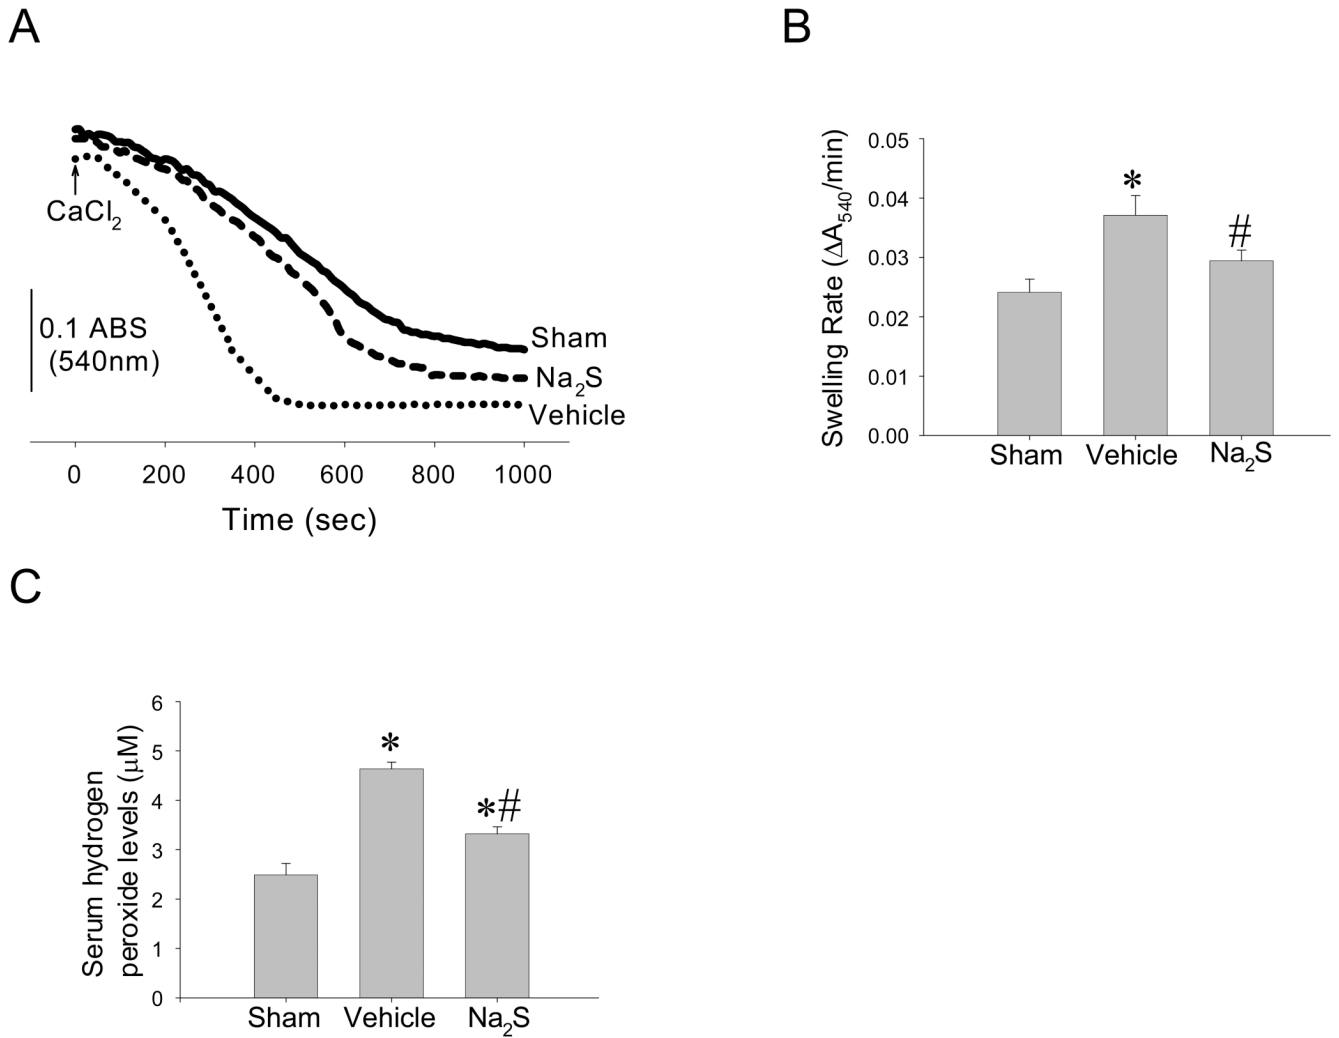 A
CaCl₂
0.1 ABS
(540nm)
Sham
Na₂S
Vehicle
0 200 400 600 800 1000
Time (sec)
B
Swelling Rate (ΔA₅₄₀/min)
0.05
0.04
0.03
0.02
0.01
0.00
*
#
Sham Vehicle Na₂S
C
Serum hydrogen
peroxide levels (μM)
6
5
4
3
2
1
0
*
*#
Sham Vehicle Na₂S